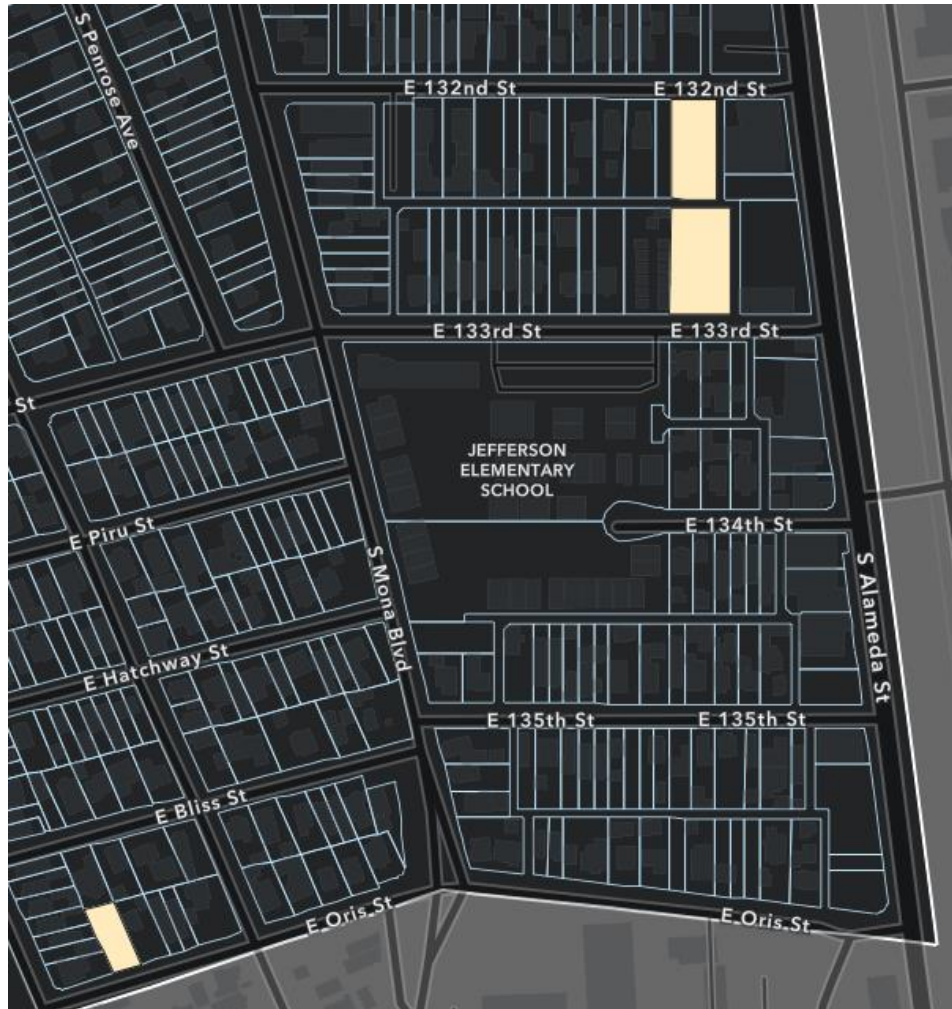 S Penrose Ave
E 132nd St
E 132nd St
E 133rd St
E 133rd St
St
JEFFERSON
ELEMENTARY
SCHOOL
E Piru St
E 134th St
S Mona Blvd
S Alameda St
E Hatchway St
E 135th St
E 135th St
E Bliss St
E Oris St
E Oris St